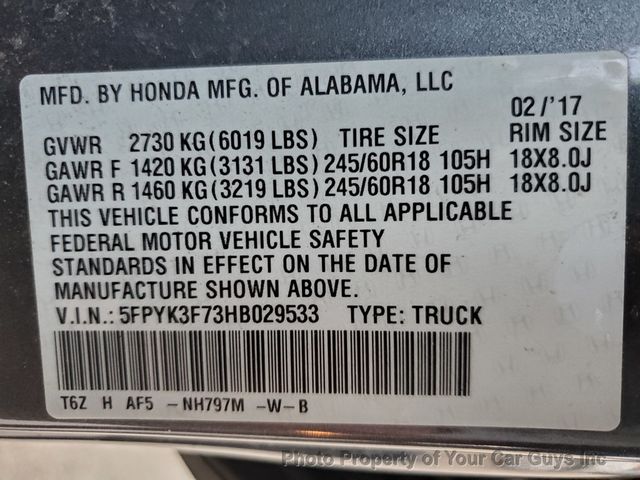 MFD. BY HONDA MFG. OF ALABAMA, LLC
02/'17
GVWR 2730 KG(6019 LBS) TIRE SIZE RIM SIZE
GAWR F 1420 KG(3131 LBS) 245/60R18 105H 18X8.0J
GAWR R 1460 KG(3219 LBS) 245/60R18 105H 18X8.0J
THIS VEHICLE CONFORMS TO ALL APPLICABLE
FEDERAL MOTOR VEHICLE SAFETY
STANDARDS IN EFFECT ON THE DATE OF
MANUFACTURE SHOWN ABOVE.
V.I.N.: 5FPYK3F73HB029533 TYPE: TRUCK
T6Z H AF5 -NH797M -W-B
Photo Property of Your Car Guys Inc